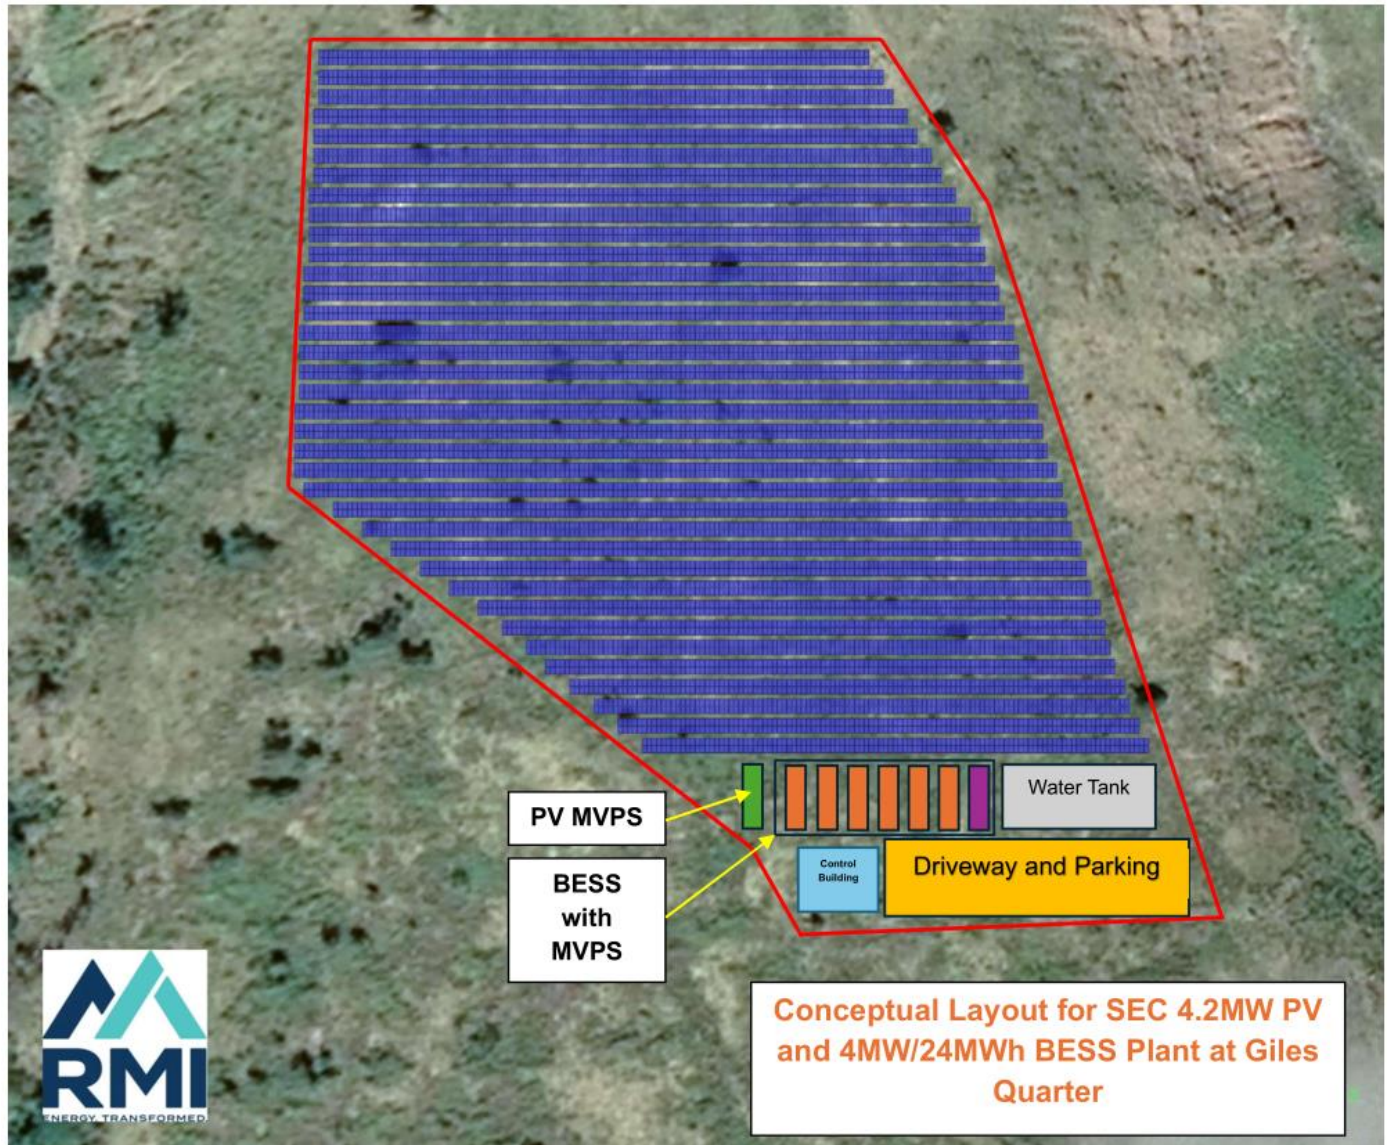 Water Tank
PV MVPS
Control
Building
Driveway and Parking
BESS
with
MVPS
RMI
ENERGY. TRANSFORMED.
Conceptual Layout for SEC 4.2MW PV
and 4MW/24MWh BESS Plant at Giles
Quarter